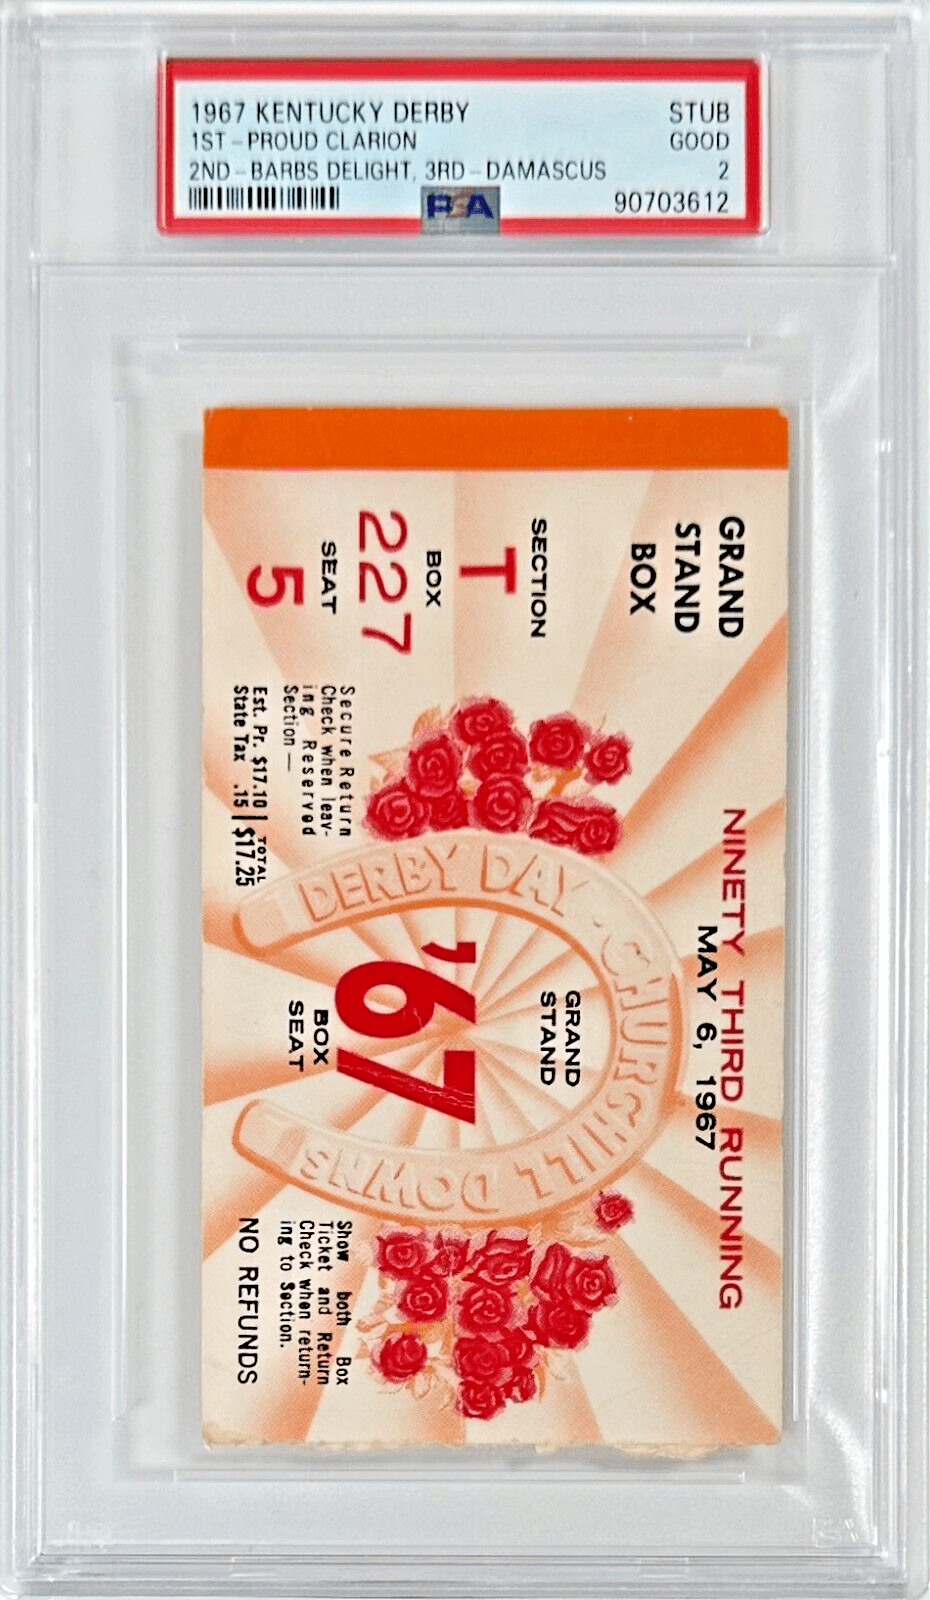 1967 KENTUCKY DERBY STUB
1ST-PROUD CLARION GOOD
2ND-BARBS DELIGHT, 3RD-DAMASCUS 2
PSA 90703612
GRAND
STAND
BOX
SECTION
T
BOX
227
SEAT
5
NINETY THIRD RUNNING
MAY 6, 1967
DERBY DAY · CHURCHILL DOWNS
GRAND
STAND
'67
BOX
SEAT
Secure Return
Check when leav-
ing Reserved
Section—
Est. Pr. $17.10 TOTAL
State Tax .15 $17.25
Show both Box
Ticket and Return
Check when return-
ing to Section.
NO REFUNDS